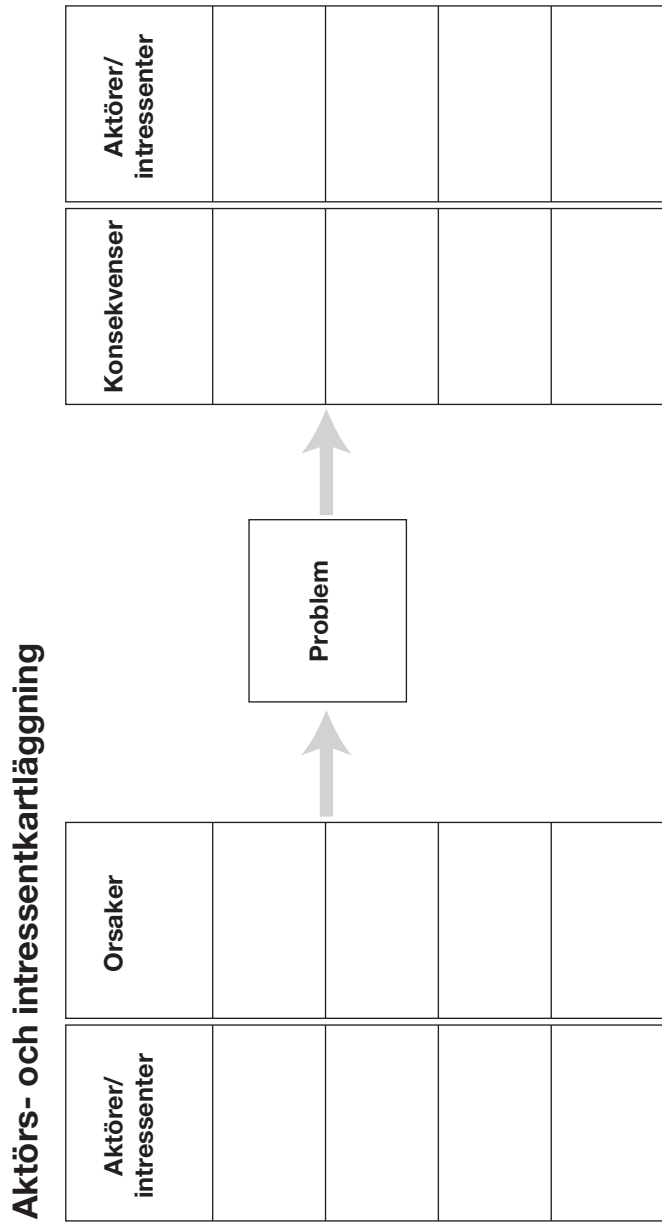 Aktörs- och intressentkartläggning
Aktörer/
intressenter
Orsaker
Problem
Konsekvenser
Aktörer/
intressenter